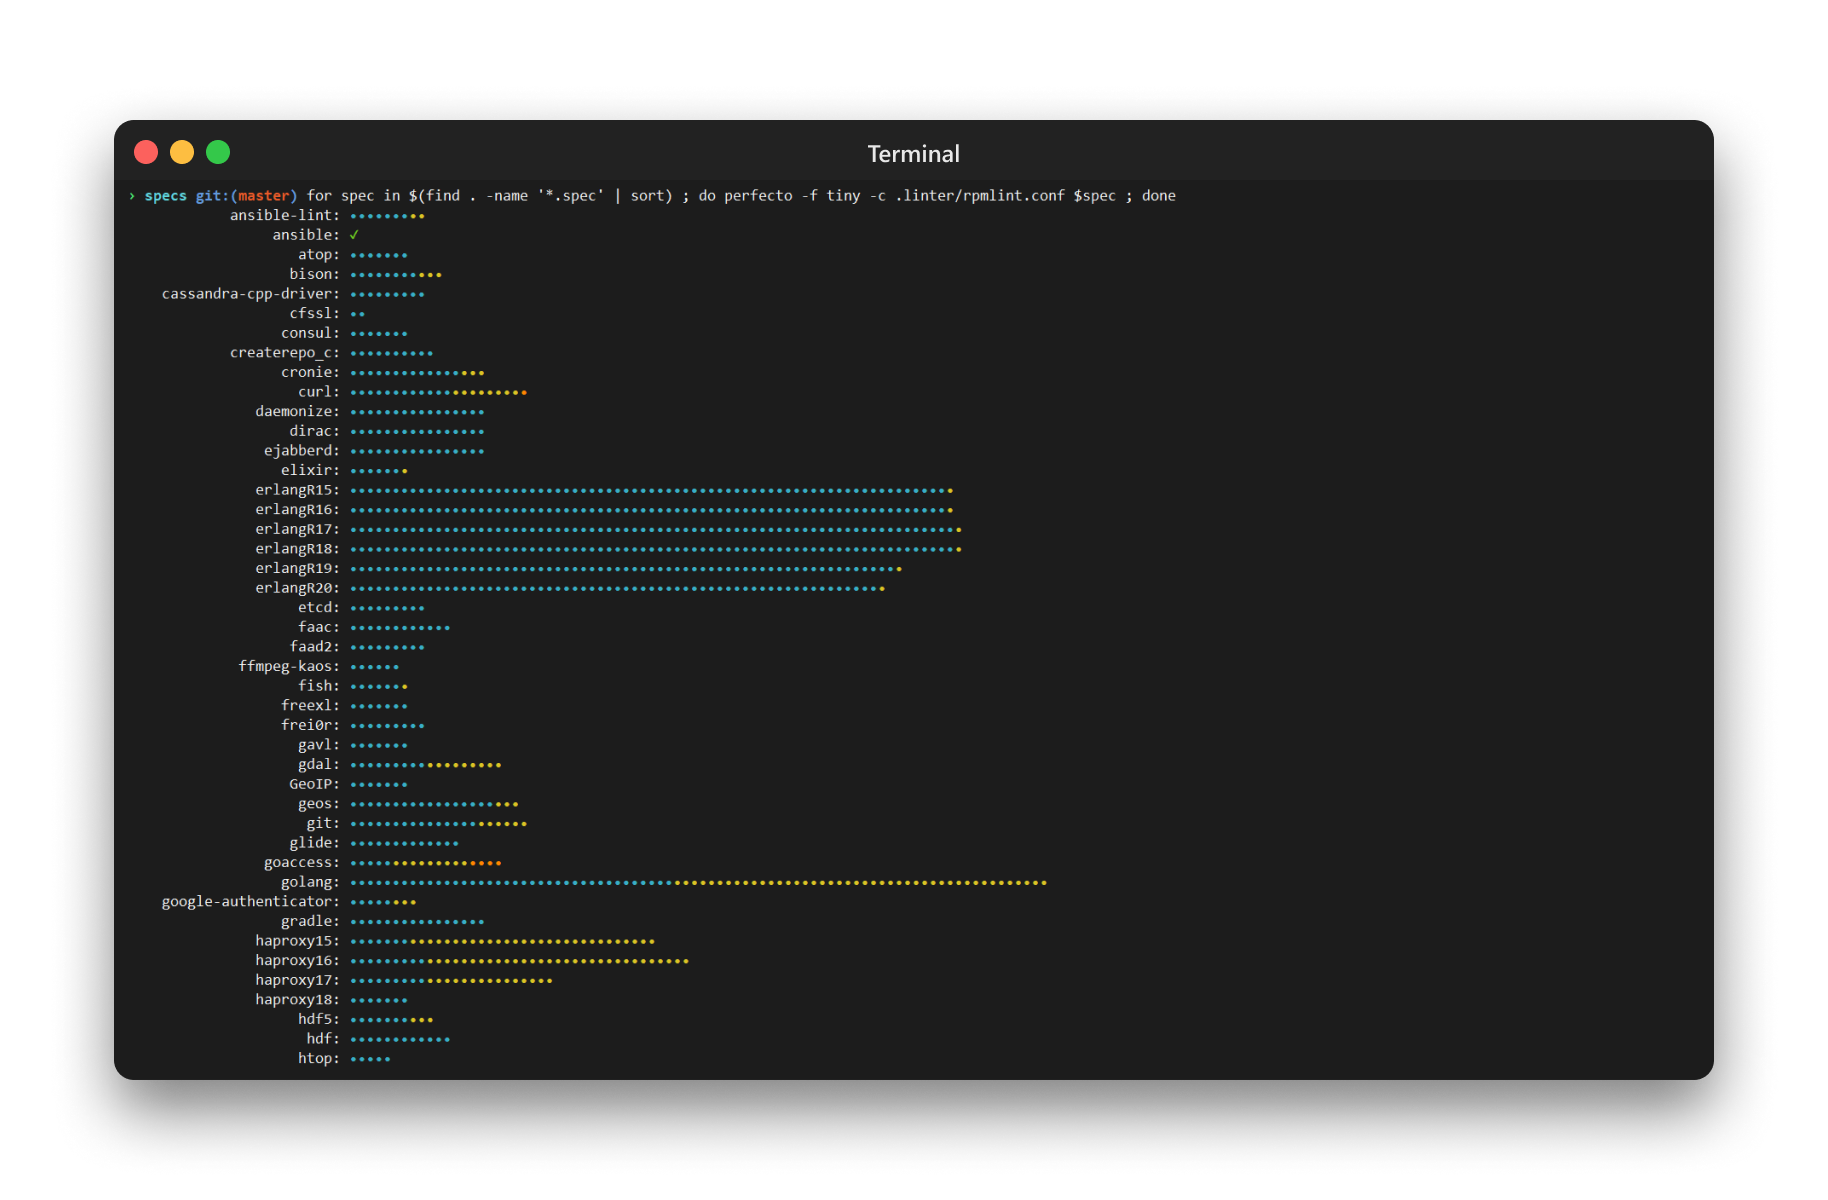 Terminal
› specs git:(master) for spec in $(find . -name '*.spec' | sort) ; do perfecto -f tiny -c .linter/rpmlint.conf $spec ; done
ansible-lint:
ansible: ✓
atop:
bison:
cassandra-cpp-driver:
cfssl:
consul:
createrepo_c:
cronie:
curl:
daemonize:
dirac:
ejabberd:
elixir:
erlangR15:
erlangR16:
erlangR17:
erlangR18:
erlangR19:
erlangR20:
etcd:
faac:
faad2:
ffmpeg-kaos:
fish:
freexl:
frei0r:
gavl:
gdal:
GeoIP:
geos:
git:
glide:
goaccess:
golang:
google-authenticator:
gradle:
haproxy15:
haproxy16:
haproxy17:
haproxy18:
hdf5:
hdf:
htop: